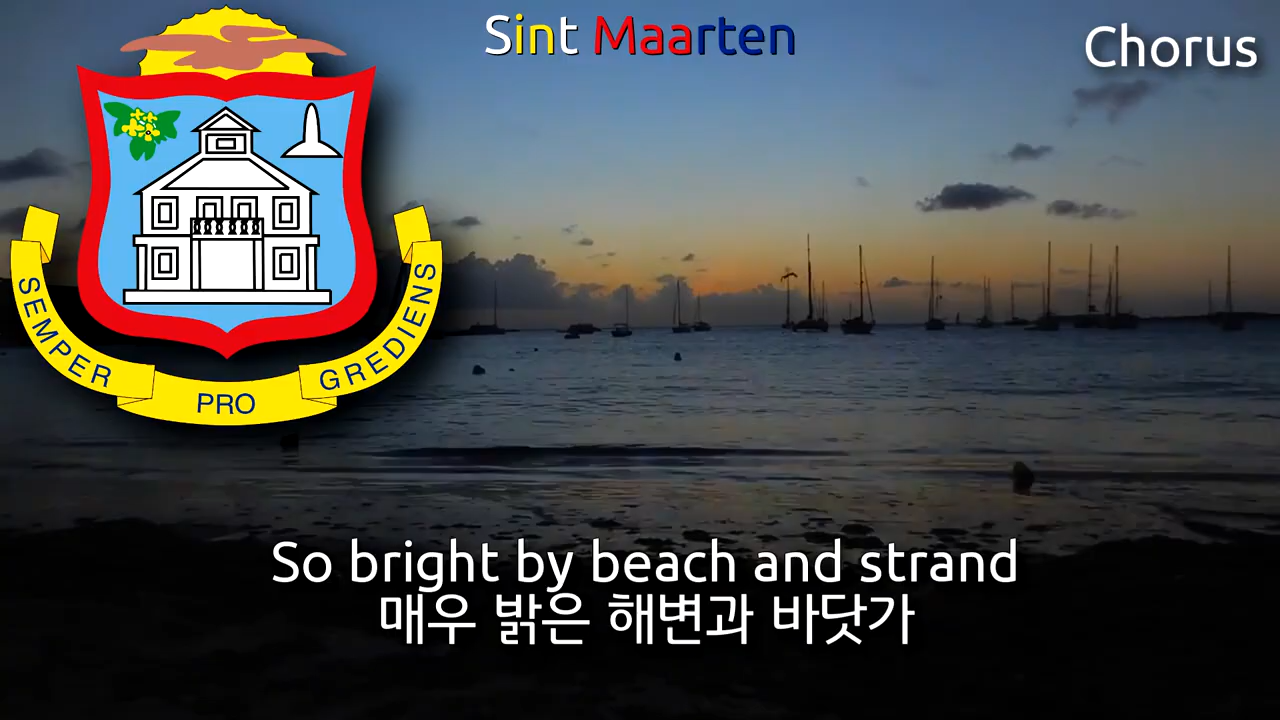 Sint Maarten
Chorus
SEMPER PRO GREDIENS
So bright by beach and strand
매우 밝은 해변과 바닷가